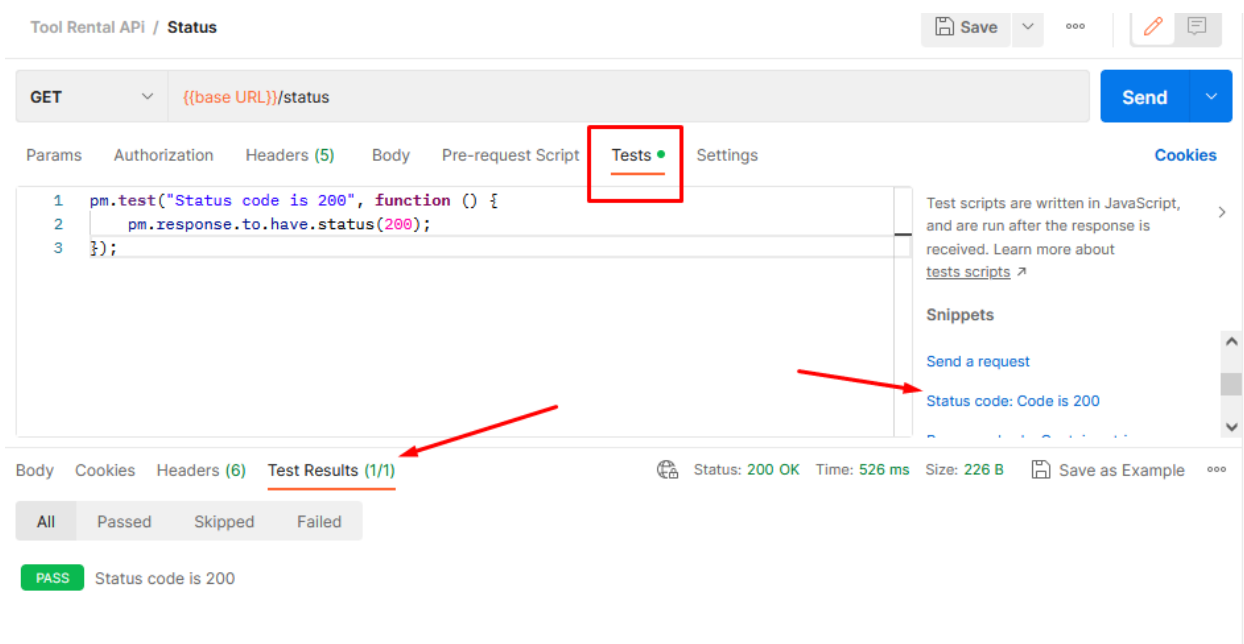 Tool Rental APi / Status
Save
GET
{{base URL}}/status
Send
Params Authorization Headers (5) Body Pre-request Script Tests Settings Cookies
1 pm.test("Status code is 200", function () {
2 pm.response.to.have.status(200);
3 });
Test scripts are written in JavaScript,
and are run after the response is
received. Learn more about
tests scripts
Snippets
Send a request
Status code: Code is 200
Body Cookies Headers (6) Test Results (1/1) Status: 200 OK Time: 526 ms Size: 226 B Save as Example
All Passed Skipped Failed
PASS Status code is 200